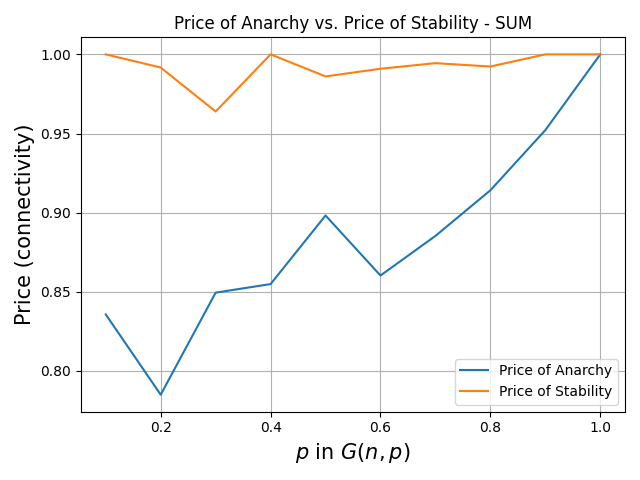 Price of Anarchy vs. Price of Stability - SUM
Price (connectivity)
1.00
0.95
0.90
0.85
0.80
0.2 0.4 0.6 0.8 1.0
p in G(n, p)
Price of Anarchy
Price of Stability